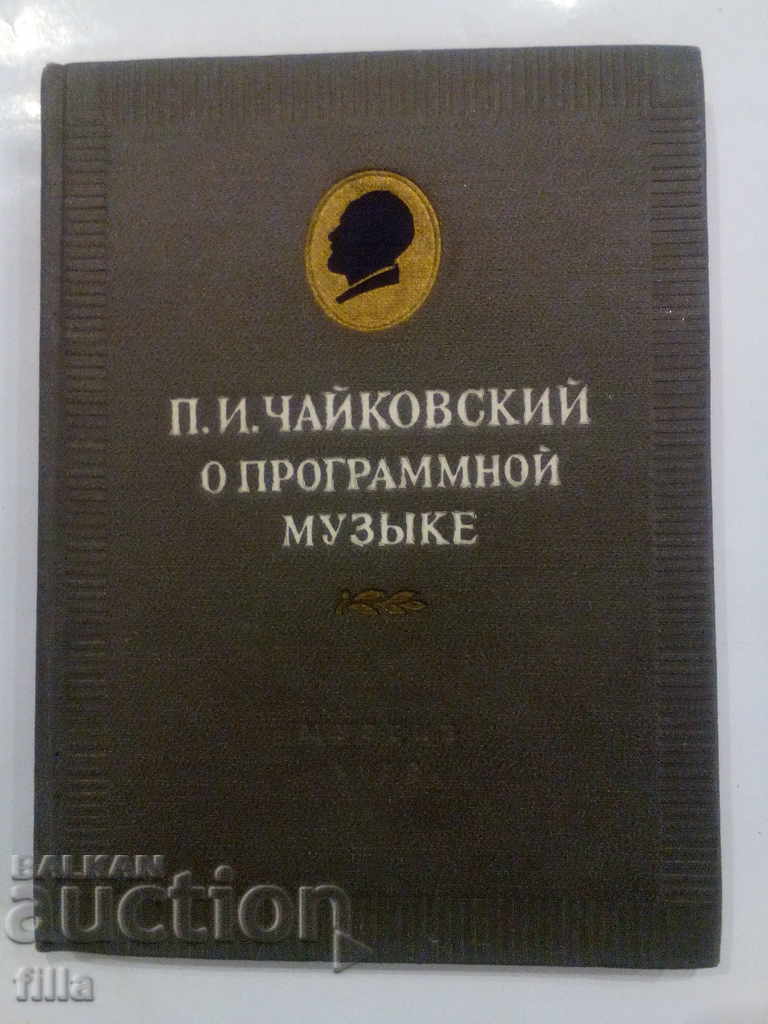 П.И.ЧАЙКОВСКИЙ
О ПРОГРАММНОЙ
МУЗЫКЕ
BALKAN
auction
filla